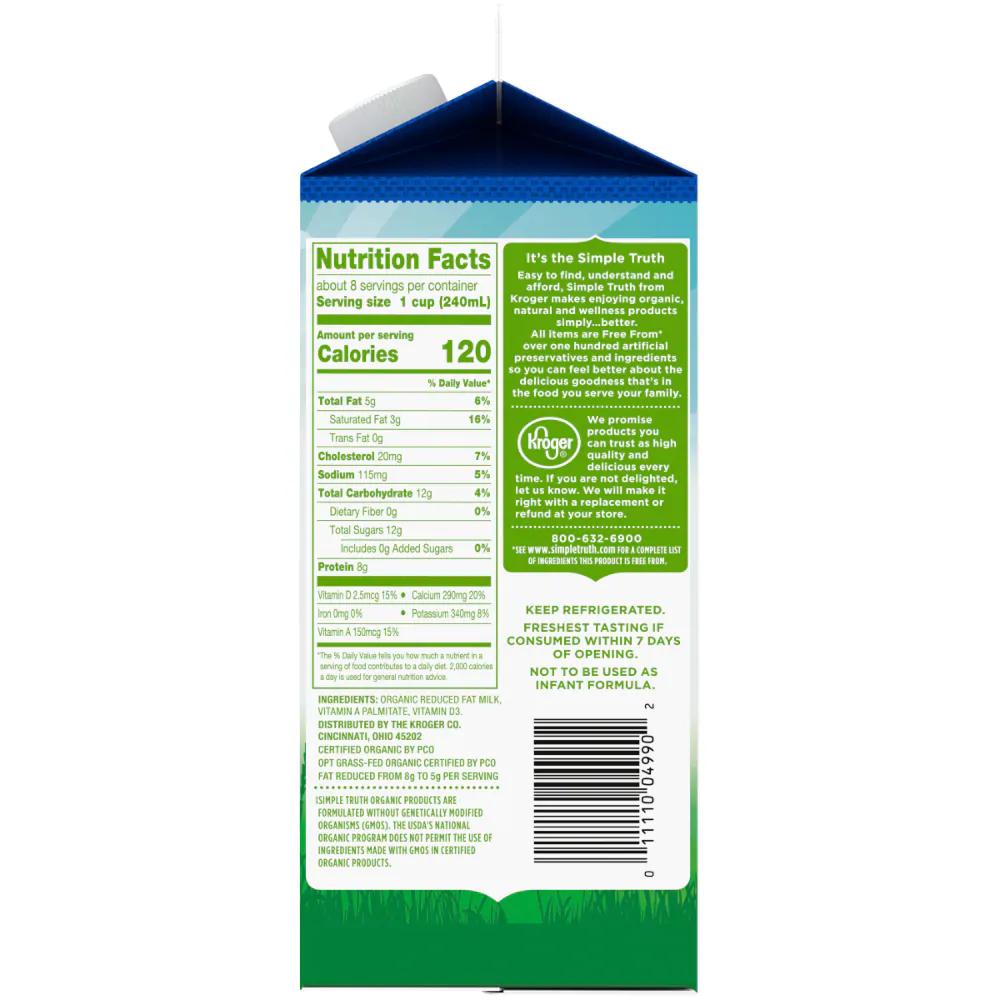 Nutrition Facts
about 8 servings per container
Serving size 1 cup (240mL)
Amount per serving
Calories 120
% Daily Value*
Total Fat 5g 6%
Saturated Fat 3g 16%
Trans Fat 0g
Cholesterol 20mg 7%
Sodium 115mg 5%
Total Carbohydrate 12g 4%
Dietary Fiber 0g 0%
Total Sugars 12g
Includes 0g Added Sugars 0%
Protein 8g
Vitamin D 2.5mcg 15% • Calcium 290mg 20%
Iron 0mg 0% • Potassium 340mg 8%
Vitamin A 150mcg 15%
*The % Daily Value tells you how much a nutrient in a
serving of food contributes to a daily diet. 2,000 calories
a day is used for general nutrition advice.
INGREDIENTS: ORGANIC REDUCED FAT MILK,
VITAMIN A PALMITATE, VITAMIN D3.
DISTRIBUTED BY THE KROGER CO.
CINCINNATI, OHIO 45202
CERTIFIED ORGANIC BY PCO
OPT GRASS-FED ORGANIC CERTIFIED BY PCO
FAT REDUCED FROM 8g TO 5g PER SERVING
‡SIMPLE TRUTH ORGANIC PRODUCTS ARE
FORMULATED WITHOUT GENETICALLY MODIFIED
ORGANISMS (GMOS). THE USDA'S NATIONAL
ORGANIC PROGRAM DOES NOT PERMIT THE USE OF
INGREDIENTS MADE WITH GMOS IN CERTIFIED
ORGANIC PRODUCTS.
It's the Simple Truth
Easy to find, understand and
afford, Simple Truth from
Kroger makes enjoying organic,
natural and wellness products
simply...better.
All items are Free From*
over one hundred artificial
preservatives and ingredients
so you can feel better about the
delicious goodness that's in
the food you serve your family.
Kroger®
We promise
products you
can trust as high
quality and
delicious every
time. If you are not delighted,
let us know. We will make it
right with a replacement or
refund at your store.
800-632-6900
*SEE www.simpletruth.com FOR A COMPLETE LIST
OF INGREDIENTS THIS PRODUCT IS FREE FROM.
KEEP REFRIGERATED.
FRESHEST TASTING IF
CONSUMED WITHIN 7 DAYS
OF OPENING.
NOT TO BE USED AS
INFANT FORMULA.
0 11110 04990 2